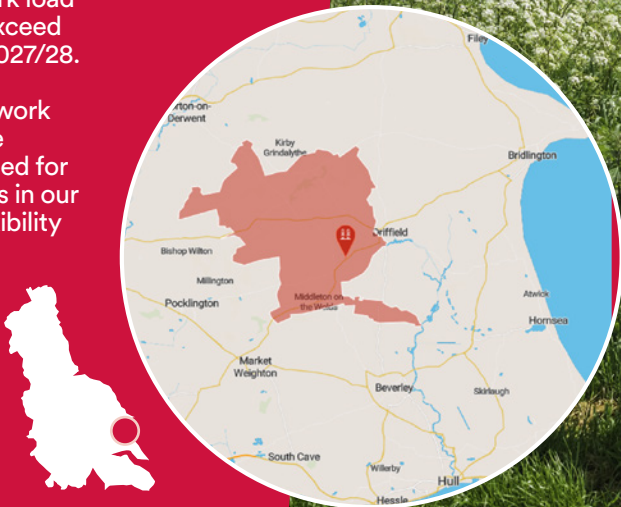 rk load
xceed
027/28.
work
e
ed for
s in our
ibility
Filey
rton-on-
Derwent
Kirby
Grindalythe
Bridlington
Driffield
Bishop Wilton
Millington
Pocklington
Middleton on
the Wolds
Atwick
Hornsea
Market
Weighton
Beverley
Skirlaugh
South Cave
Willerby
Hull
Hessle